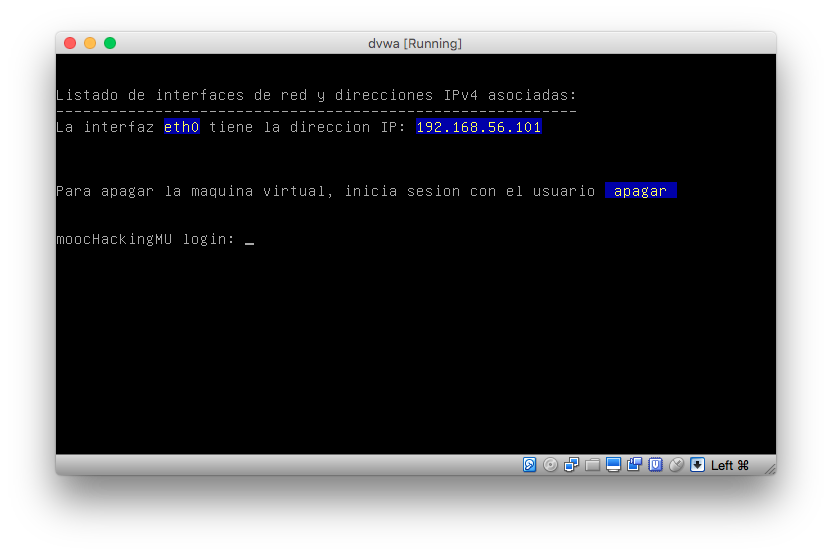 dvwa [Running]
Listado de interfaces de red y direcciones IPv4 asociadas:
----------------------------------------------------------
La interfaz eth0 tiene la direccion IP: 192.168.56.101
Para apagar la maquina virtual, inicia sesion con el usuario apagar
moocHackingMU login: _
Left ⌘